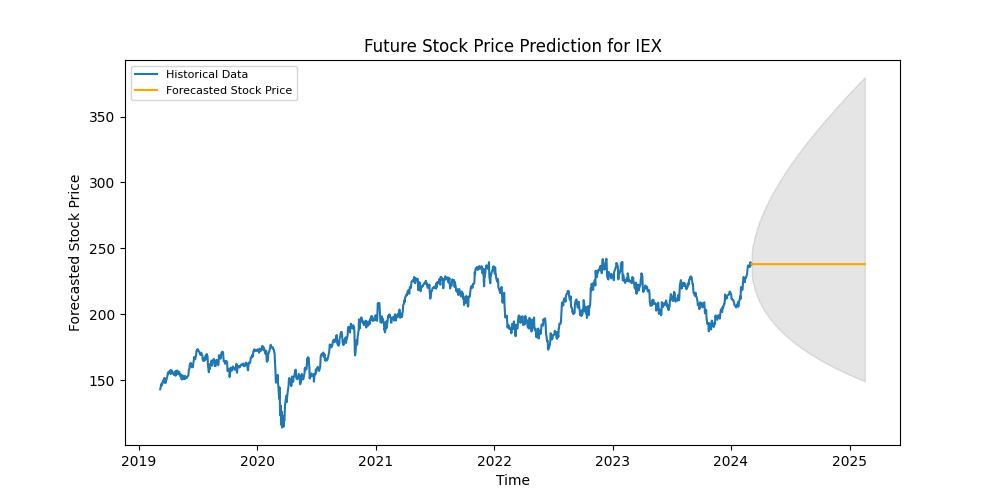 Future Stock Price Prediction for IEX
Historical Data
Forecasted Stock Price
Forecasted Stock Price
350
300
250
200
150
2019
2020
2021
2022
2023
2024
2025
Time